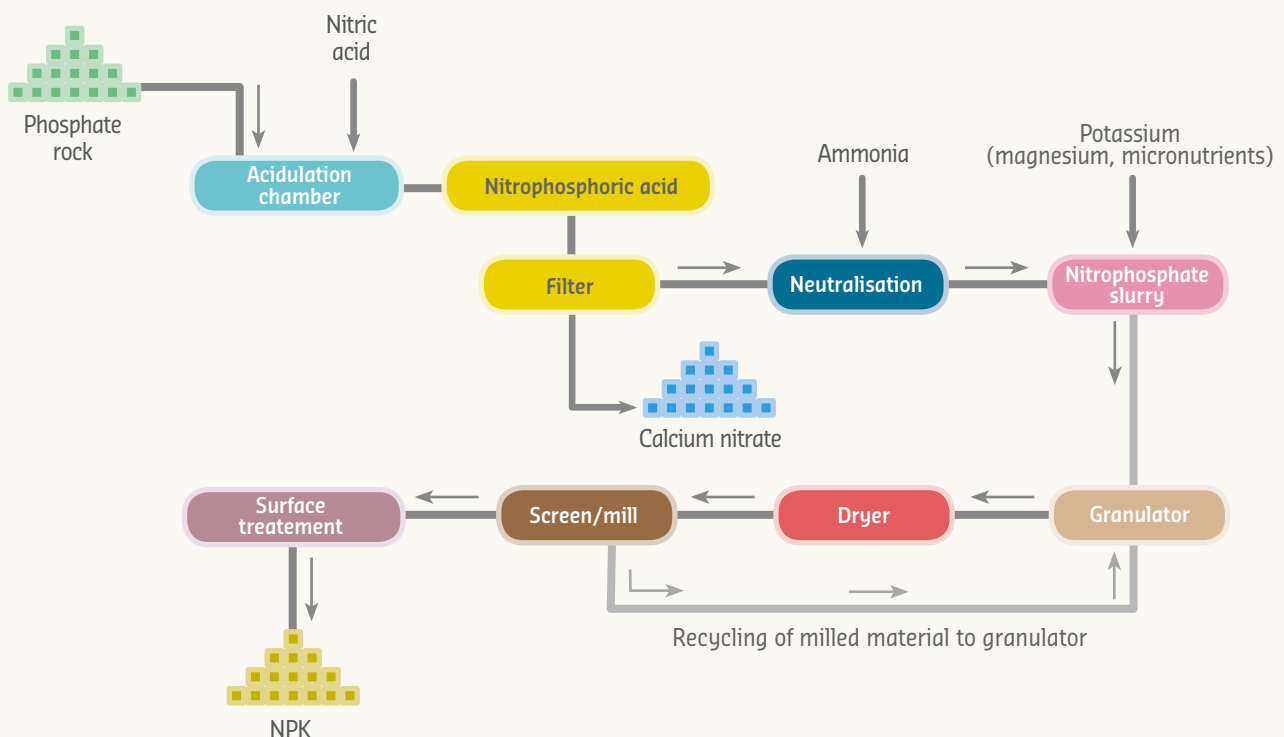 Nitric
acid
Phosphate
rock
Acidulation
chamber
Nitrophosphoric acid
Ammonia
Potassium
(magnesium, micronutrients)
Filter
Neutralisation
Nitrophosphate
slurry
Calcium nitrate
Surface
treatement
Screen/mill
Dryer
Granulator
Recycling of milled material to granulator
NPK